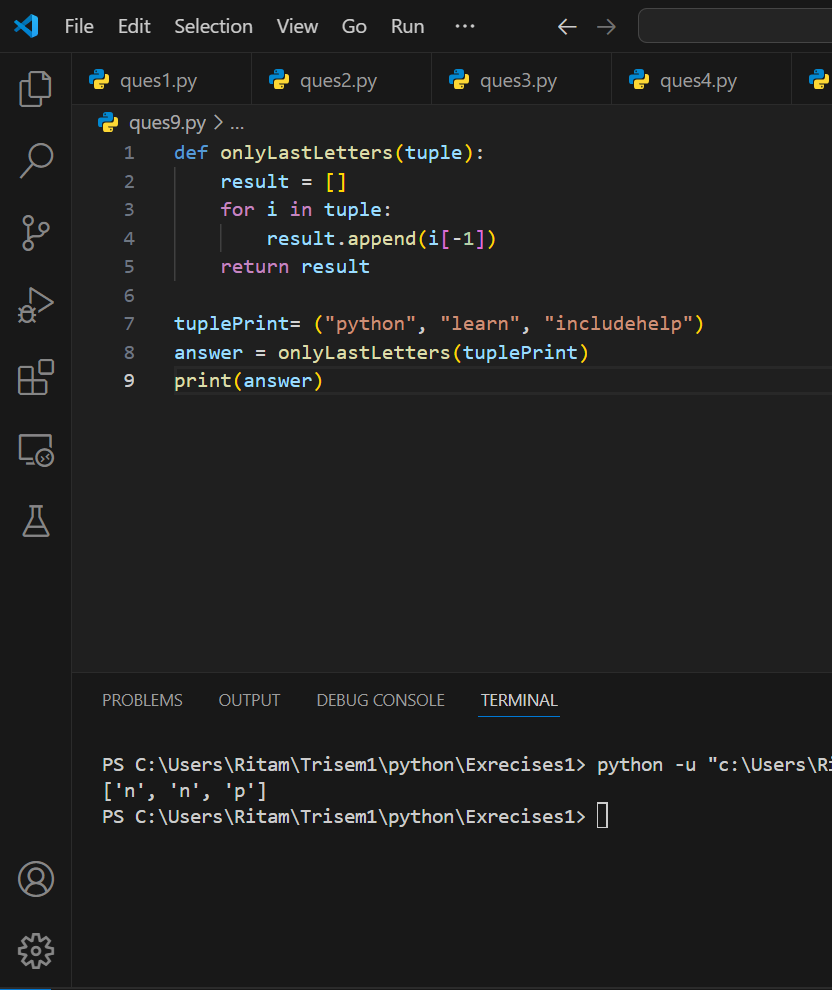 File Edit Selection View Go Run ...
ques1.py ques2.py ques3.py ques4.py
ques9.py > ...
1 def onlyLastLetters(tuple):
2     result = []
3     for i in tuple:
4         result.append(i[-1])
5     return result
6
7 tuplePrint= ("python", "learn", "includehelp")
8 answer = onlyLastLetters(tuplePrint)
9 print(answer)
PROBLEMS OUTPUT DEBUG CONSOLE TERMINAL
PS C:\Users\Ritam\Trisem1\python\Exrecises1> python -u "c:\Users\Ri
['n', 'n', 'p']
PS C:\Users\Ritam\Trisem1\python\Exrecises1>